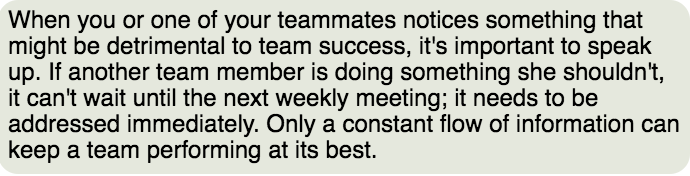 When you or one of your teammates notices something that
might be detrimental to team success, it's important to speak
up. If another team member is doing something she shouldn't,
it can't wait until the next weekly meeting; it needs to be
addressed immediately. Only a constant flow of information can
keep a team performing at its best.